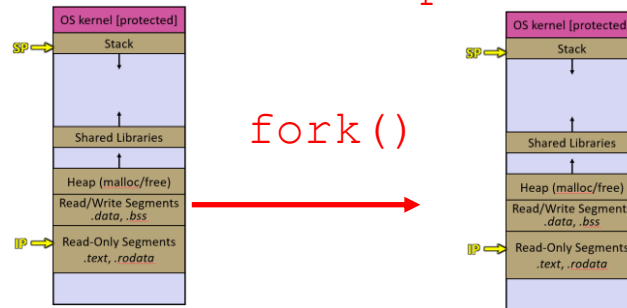 OS kernel [protected]
SP
Stack
Shared Libraries
Heap (malloc/free)
Read/Write Segments
.data, .bss
IP
Read-Only Segments
.text, .rodata
fork()
OS kernel [protected
SP
Stack
Shared Libraries
Heap (malloc/free)
Read/Write Segment
.data, .bss
IP
Read-Only Segments
.text, .rodata